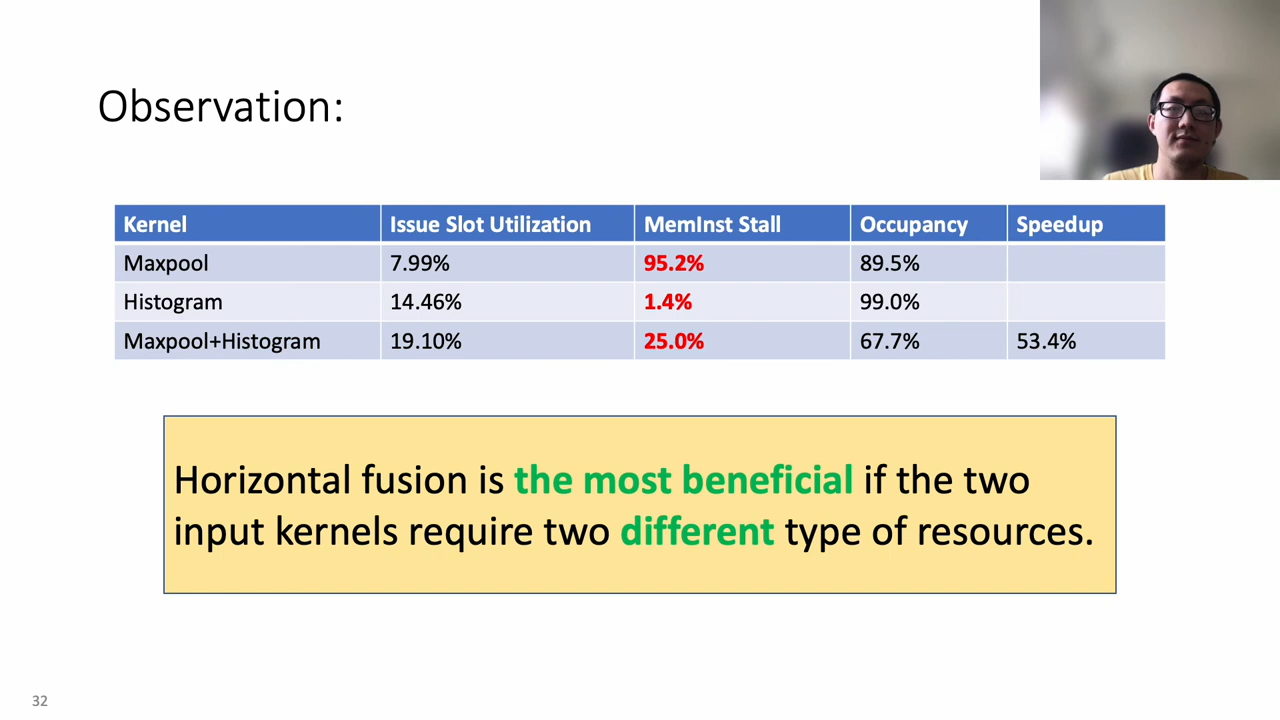 Observation:
Kernel Issue Slot Utilization MemInst Stall Occupancy Speedup
Maxpool 7.99% 95.2% 89.5%
Histogram 14.46% 1.4% 99.0%
Maxpool+Histogram 19.10% 25.0% 67.7% 53.4%
Horizontal fusion is the most beneficial if the two
input kernels require two different type of resources.
32